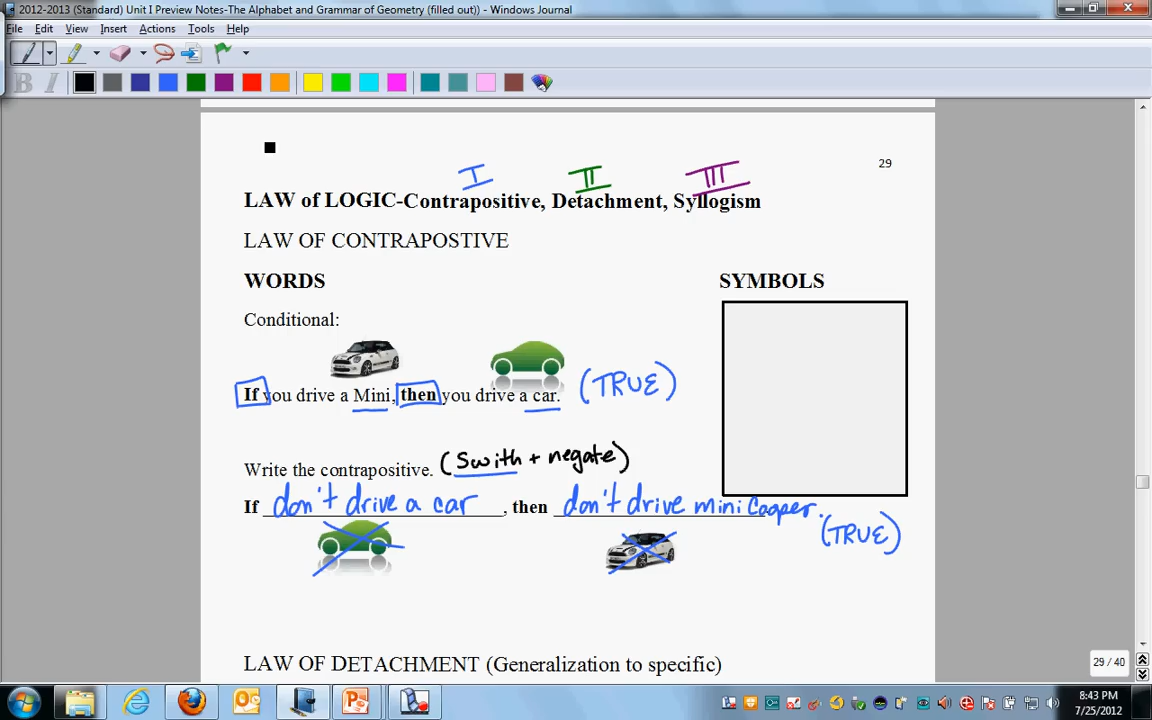 2012-2013 (Standard) Unit I Preview Notes-The Alphabet and Grammar of Geometry (filled out)) - Windows Journal
File Edit View Insert Actions Tools Help
B I
29
I II III
LAW of LOGIC-Contrapositive, Detachment, Syllogism
LAW OF CONTRAPOSTIVE
WORDS SYMBOLS
Conditional:
If you drive a Mini, then you drive a car. (TRUE)
Write the contrapositive. (Swith + negate)
If don't drive a car, then don't drive mini Cooper.
(TRUE)
LAW OF DETACHMENT (Generalization to specific)
29 / 40
8:43 PM
7/25/2012